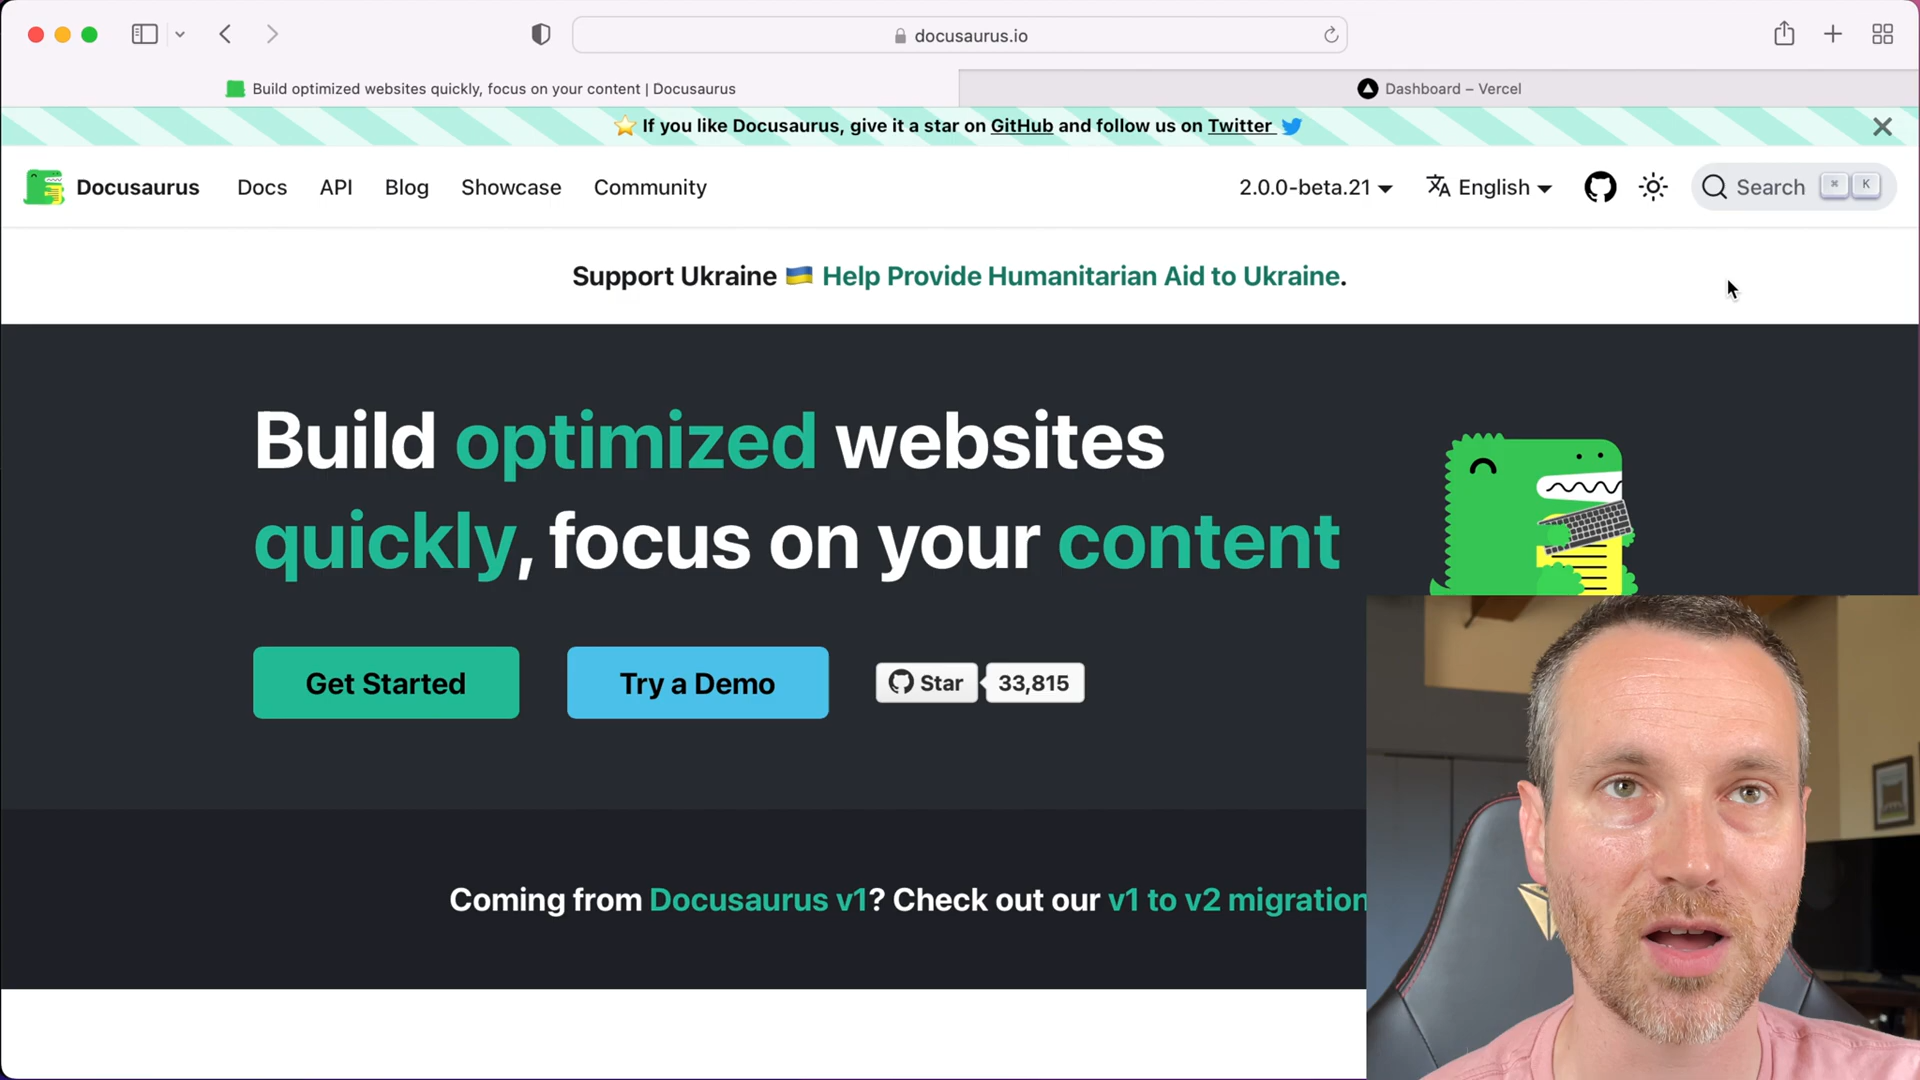 docusaurus.io
Build optimized websites quickly, focus on your content | Docusaurus
Dashboard – Vercel
⭐ If you like Docusaurus, give it a star on GitHub and follow us on Twitter
Docusaurus Docs API Blog Showcase Community 2.0.0-beta.21 English Search ⌘ K
Support Ukraine 🇺🇦 Help Provide Humanitarian Aid to Ukraine.
Build optimized websites
quickly, focus on your content
Get Started Try a Demo Star 33,815
Coming from Docusaurus v1? Check out our v1 to v2 migration